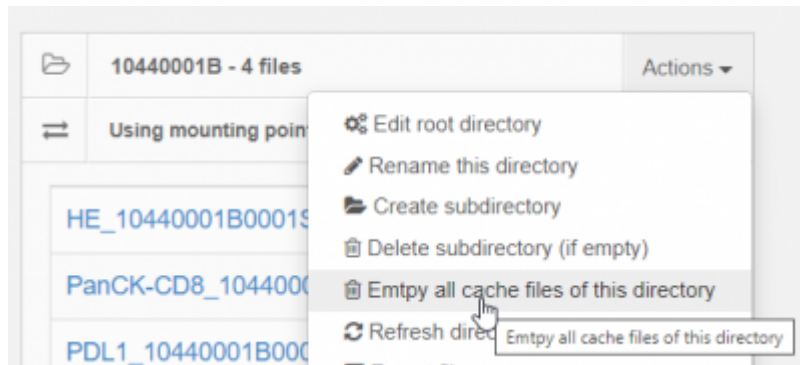 10440001B - 4 files
Actions
Using mounting poin
Edit root directory
Rename this directory
Create subdirectory
HE_10440001B0001S
Delete subdirectory (if empty)
PanCK-CD8_1044000
Emtpy all cache files of this directory
Refresh direc
Emtpy all cache files of this directory
PDL1_10440001B000